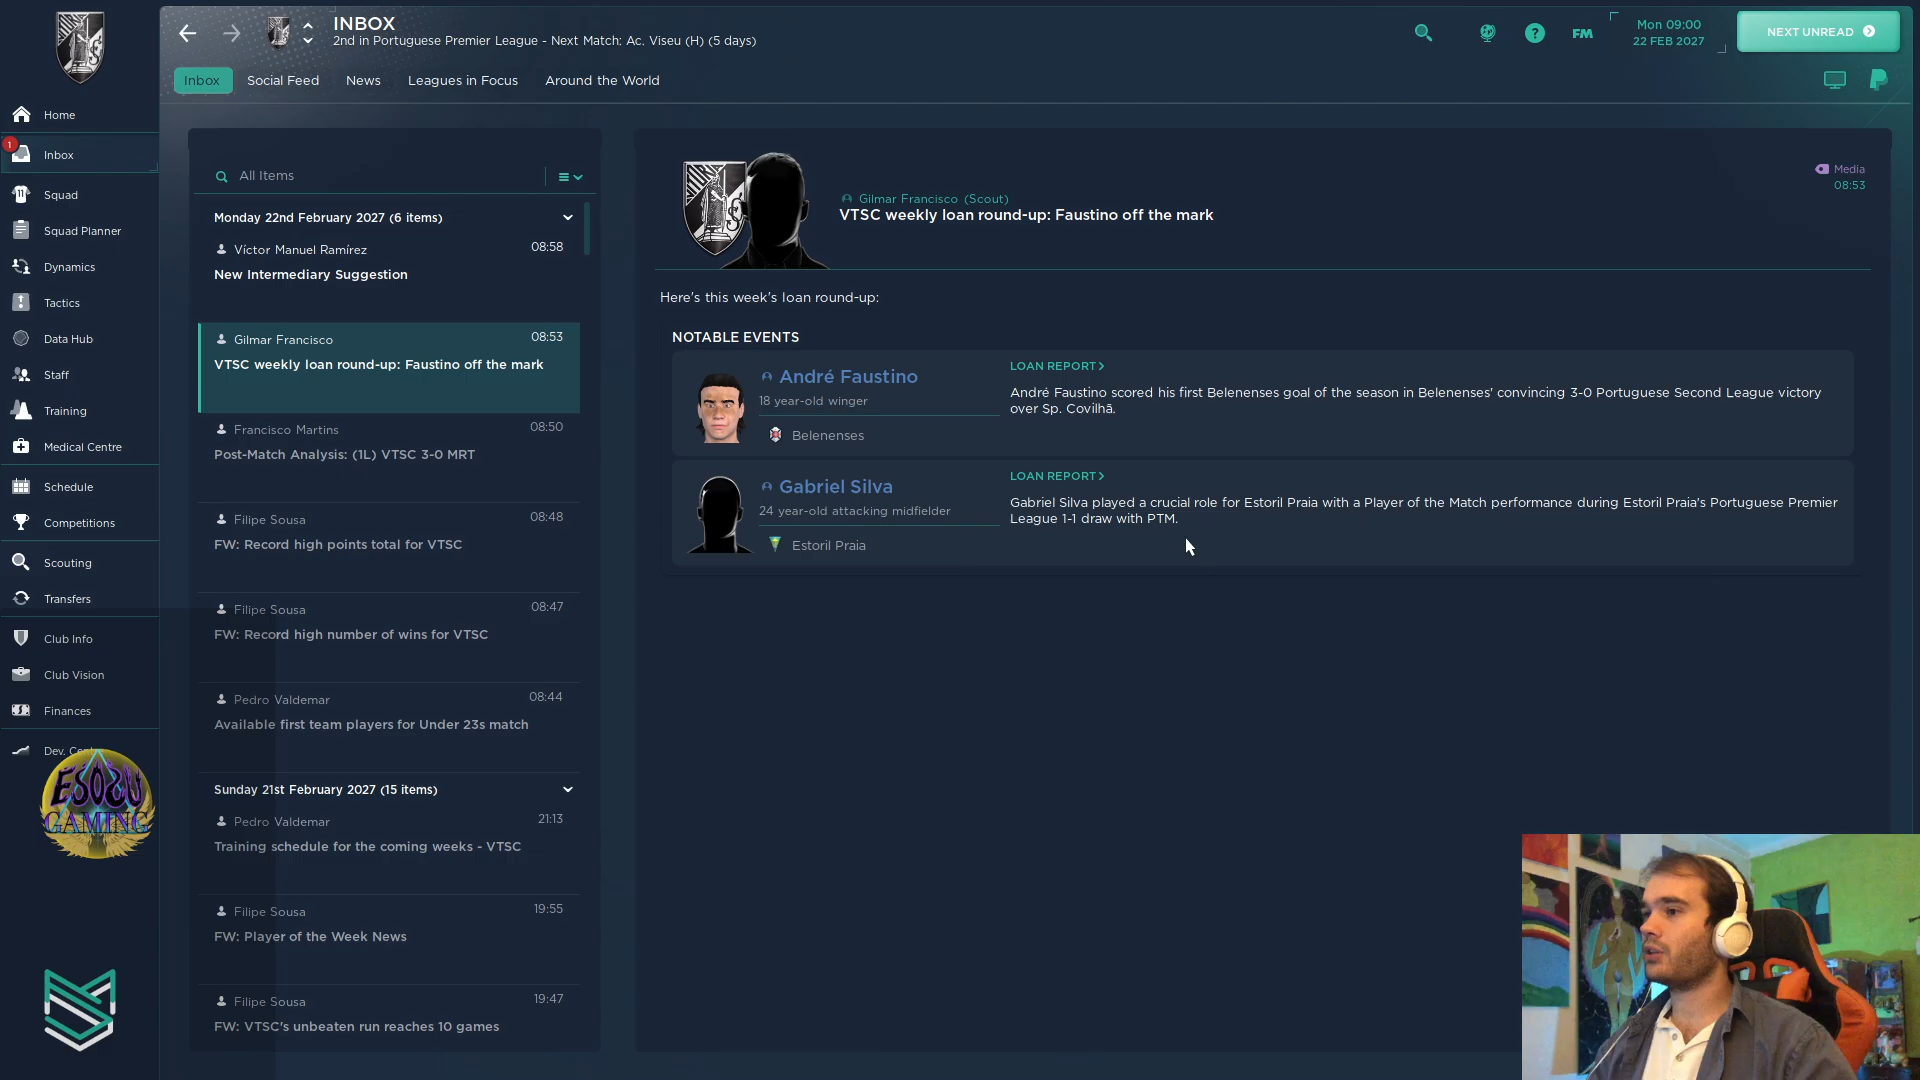 INBOX
2nd in Portuguese Premier League - Next Match: Ac. Viseu (H) (5 days)
FM
Mon 09:00
22 FEB 2027
NEXT UNREAD
Inbox
Social Feed
News
Leagues in Focus
Around the World
Home
1
Inbox
Squad
Squad Planner
Dynamics
Tactics
Data Hub
Staff
Training
Medical Centre
Schedule
Competitions
Scouting
Transfers
Club Info
Club Vision
Finances
Dev. Cent
ESOSU
GAMING
All Items
Monday 22nd February 2027 (6 items)
Víctor Manuel Ramírez
08:58
New Intermediary Suggestion
Gilmar Francisco
08:53
VTSC weekly loan round-up: Faustino off the mark
Francisco Martins
08:50
Post-Match Analysis: (1L) VTSC 3-0 MRT
Filipe Sousa
08:48
FW: Record high points total for VTSC
Filipe Sousa
08:47
FW: Record high number of wins for VTSC
Pedro Valdemar
08:44
Available first team players for Under 23s match
Sunday 21st February 2027 (15 items)
Pedro Valdemar
21:13
Training schedule for the coming weeks - VTSC
Filipe Sousa
19:55
FW: Player of the Week News
Filipe Sousa
19:47
FW: VTSC's unbeaten run reaches 10 games
Gilmar Francisco (Scout)
VTSC weekly loan round-up: Faustino off the mark
Media
08:53
Here's this week's loan round-up:
NOTABLE EVENTS
André Faustino
18 year-old winger
Belenenses
LOAN REPORT
André Faustino scored his first Belenenses goal of the season in Belenenses' convincing 3-0 Portuguese Second League victory
over Sp. Covilhã.
Gabriel Silva
24 year-old attacking midfielder
Estoril Praia
LOAN REPORT
Gabriel Silva played a crucial role for Estoril Praia with a Player of the Match performance during Estoril Praia's Portuguese Premier
League 1-1 draw with PTM.